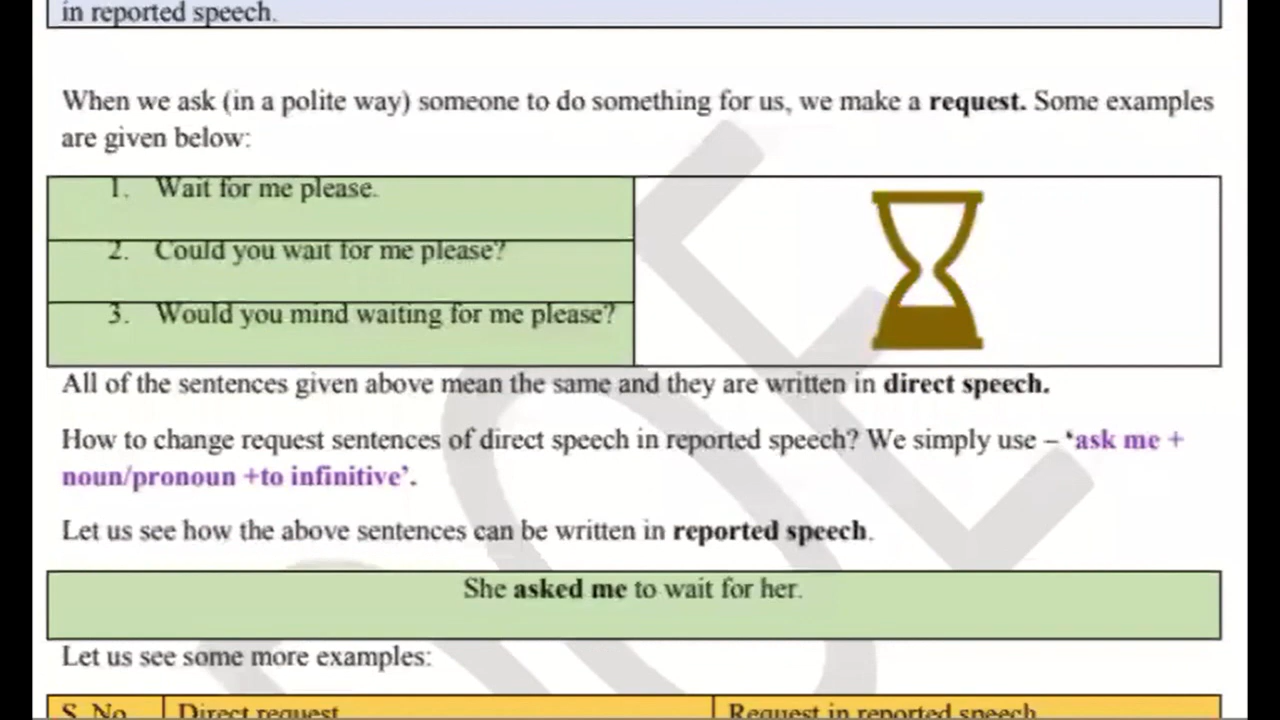 in reported speech.
When we ask (in a polite way) someone to do something for us, we make a request. Some examples
are given below:
1. Wait for me please.
2. Could you wait for me please?
3. Would you mind waiting for me please?
All of the sentences given above mean the same and they are written in direct speech.
How to change request sentences of direct speech in reported speech? We simply use – ‘ask me +
noun/pronoun +to infinitive’.
Let us see how the above sentences can be written in reported speech.
She asked me to wait for her.
Let us see some more examples:
S. No Direct request Request in reported speech